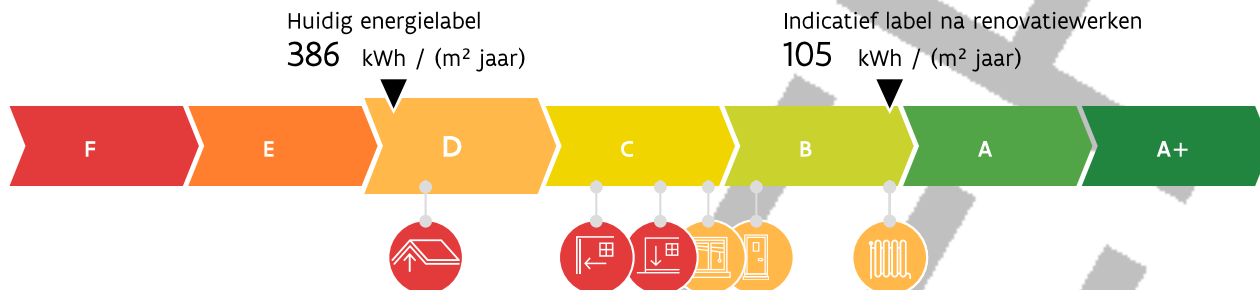 Huidig energielabel
386 kWh / (m² jaar)
Indicatief label na renovatiewerken
105 kWh / (m² jaar)
F E D C B A A+